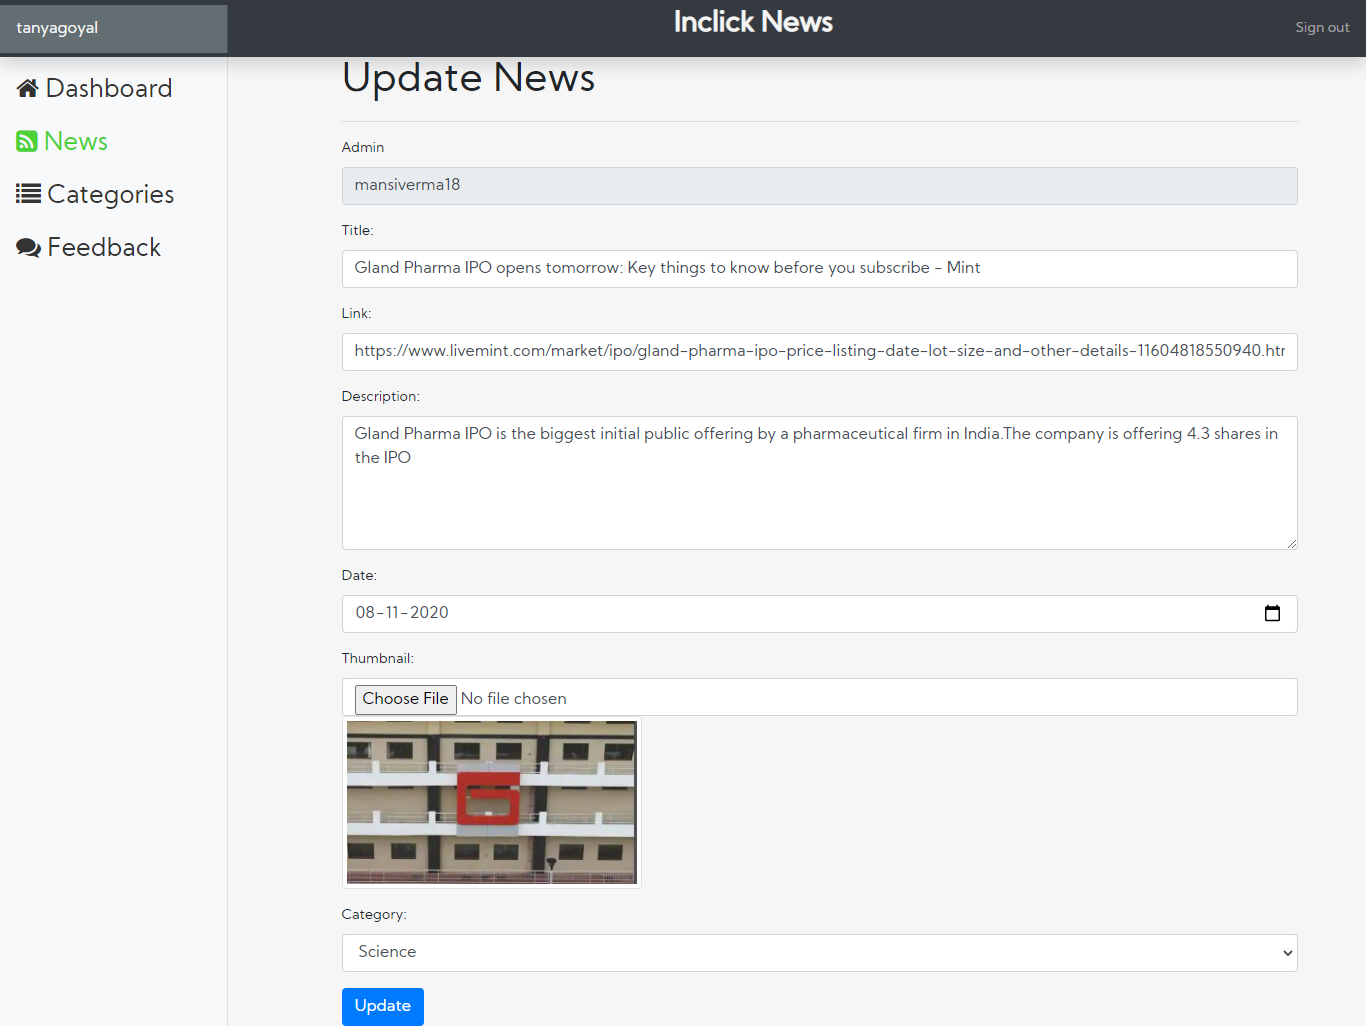 tanyagoyal
Inclick News
Sign out
Dashboard
News
Categories
Feedback
Update News
Admin
mansiverma18
Title:
Gland Pharma IPO opens tomorrow: Key things to know before you subscribe - Mint
Link:
https://www.livemint.com/market/ipo/gland-pharma-ipo-price-listing-date-lot-size-and-other-details-11604818550940.htm
Description:
Gland Pharma IPO is the biggest initial public offering by a pharmaceutical firm in India.The company is offering 4.3 shares in
the IPO
Date:
08-11-2020
Thumbnail:
Choose File No file chosen
Category:
Science
Update